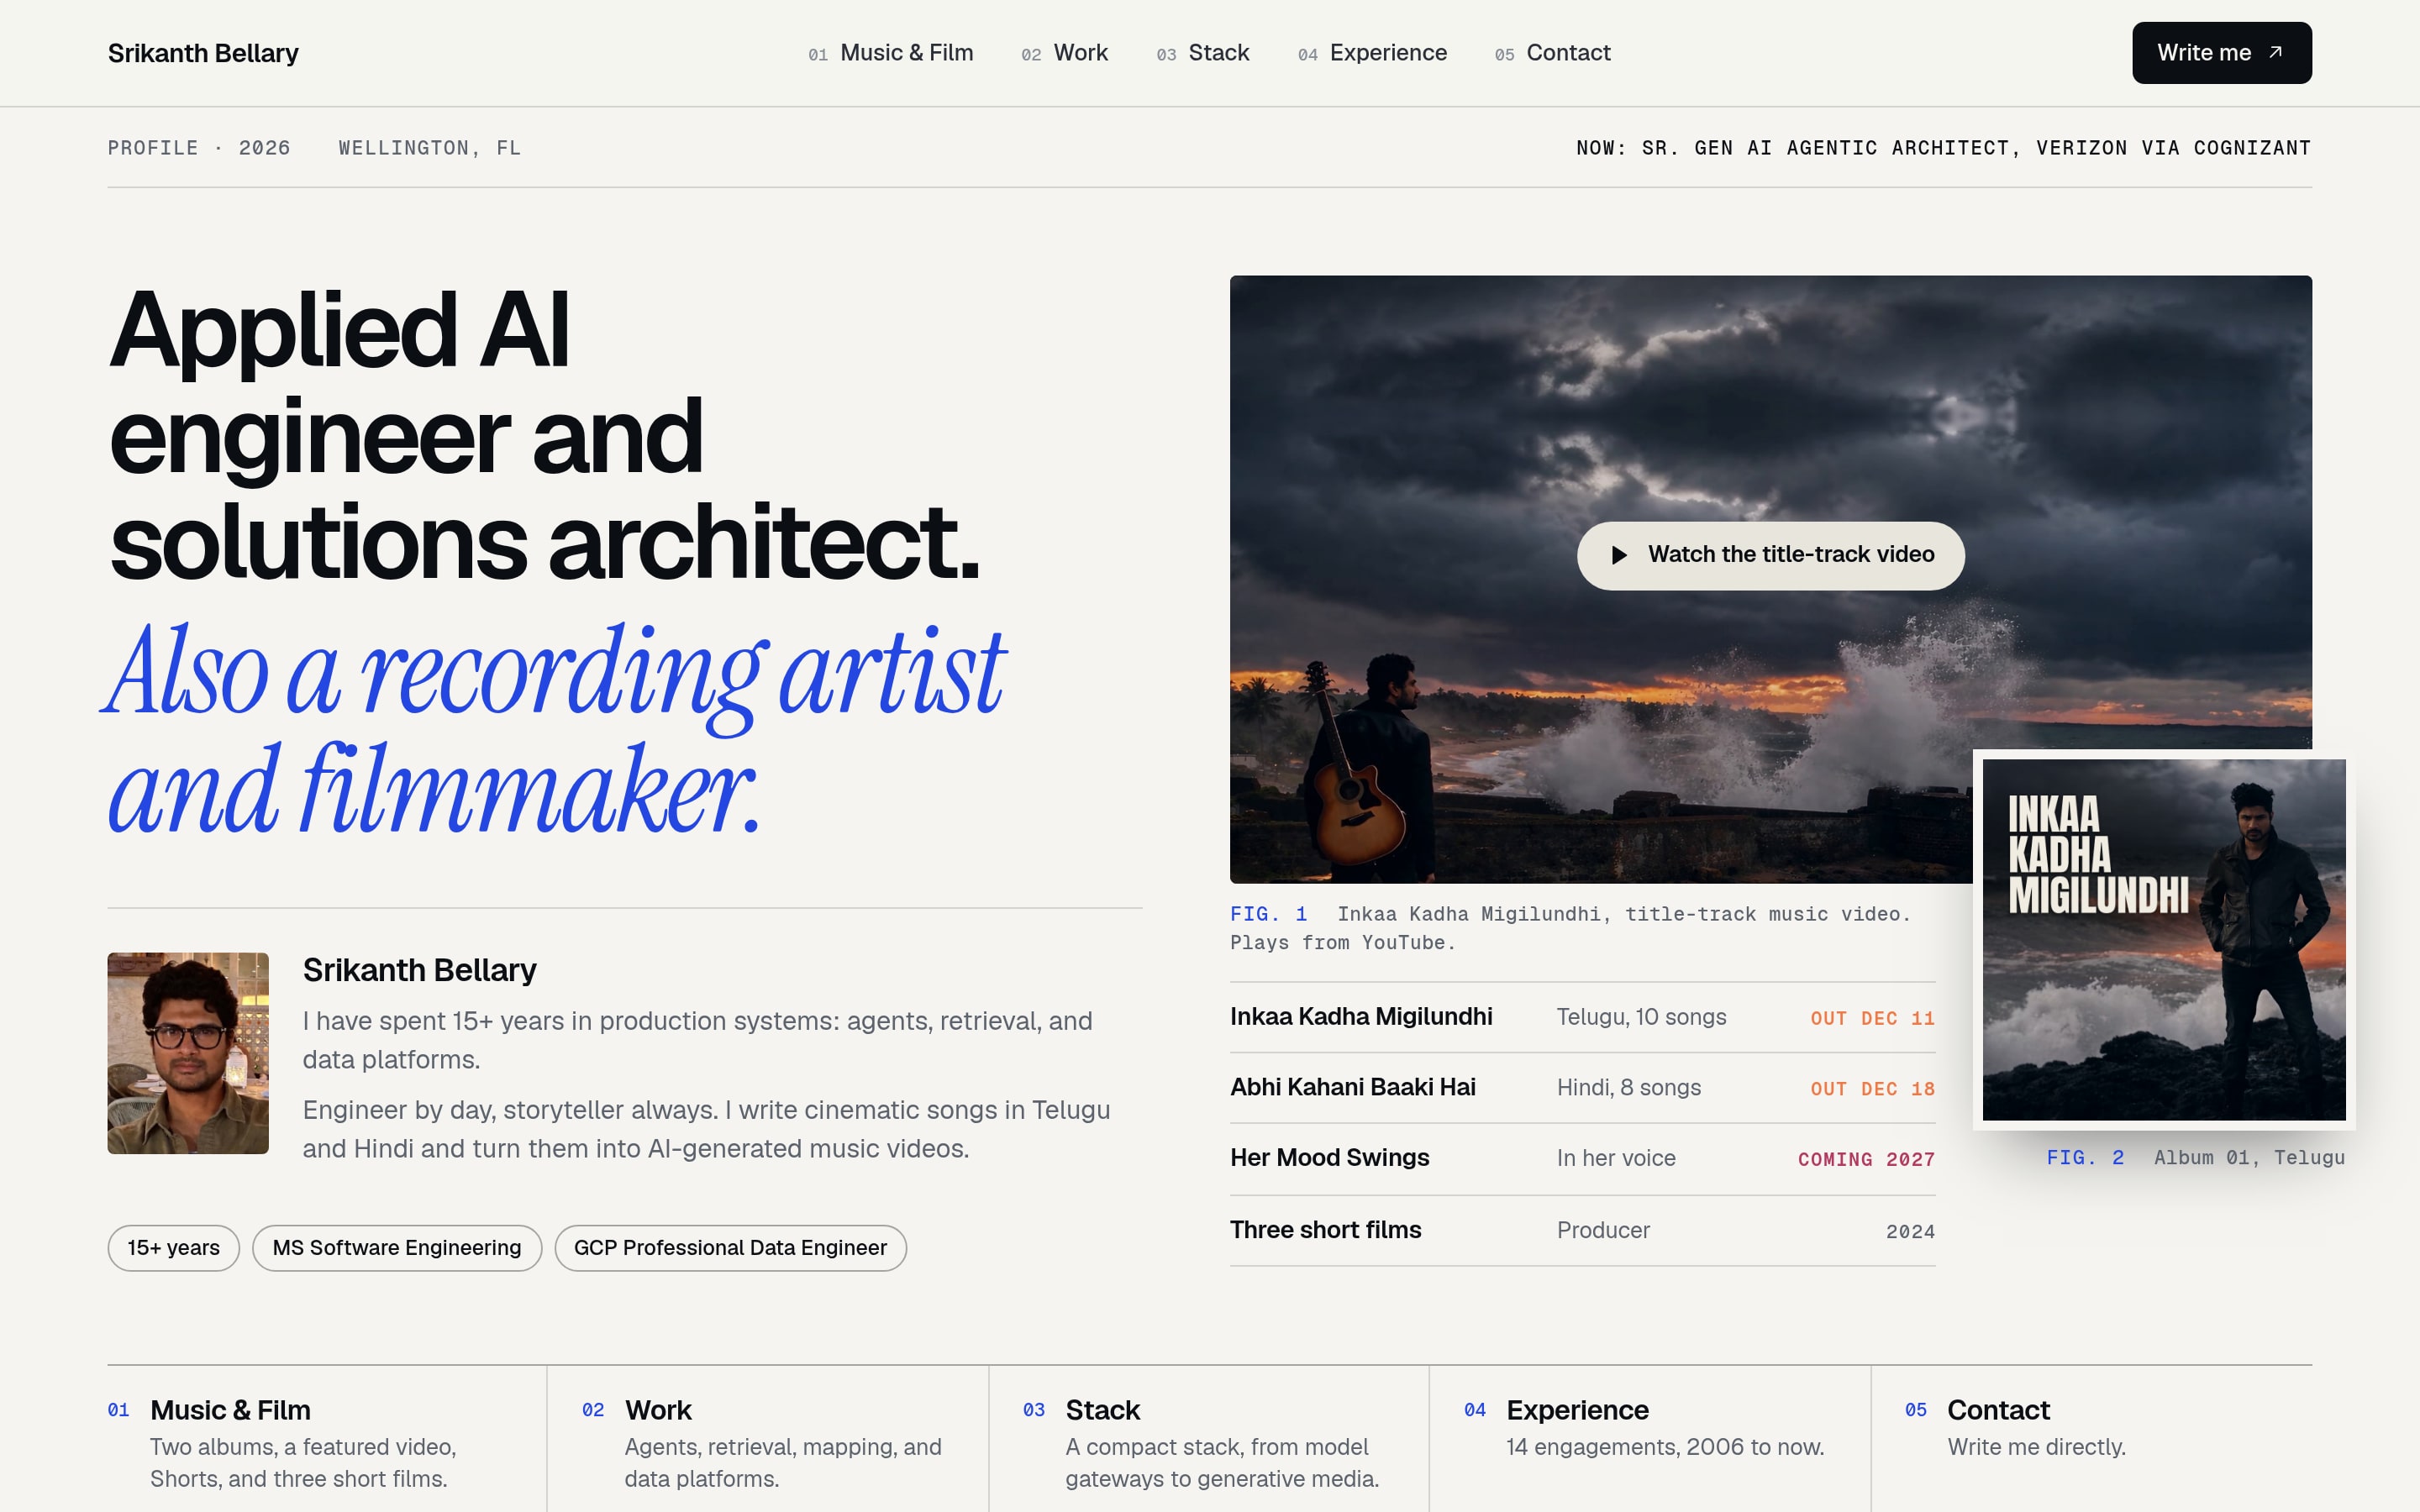 Srikanth Bellary
01 Music & Film 02 Work 03 Stack 04 Experience 05 Contact
Write me
PROFILE · 2026 WELLINGTON, FL
NOW: SR. GEN AI AGENTIC ARCHITECT, VERIZON VIA COGNIZANT
Applied AI
engineer and
solutions architect.
Also a recording artist
and filmmaker.
Srikanth Bellary
I have spent 15+ years in production systems: agents, retrieval, and
data platforms.
Engineer by day, storyteller always. I write cinematic songs in Telugu
and Hindi and turn them into AI-generated music videos.
15+ years
MS Software Engineering
GCP Professional Data Engineer
Watch the title-track video
FIG. 1 Inkaa Kadha Migilundhi, title-track music video.
Plays from YouTube.
Inkaa Kadha Migilundhi Telugu, 10 songs OUT DEC 11
Abhi Kahani Baaki Hai Hindi, 8 songs OUT DEC 18
Her Mood Swings In her voice COMING 2027
Three short films Producer 2024
INKAA
KADHA
MIGILUNDHI
FIG. 2 Album 01, Telugu
01 Music & Film
Two albums, a featured video,
Shorts, and three short films.
02 Work
Agents, retrieval, mapping, and
data platforms.
03 Stack
A compact stack, from model
gateways to generative media.
04 Experience
14 engagements, 2006 to now.
05 Contact
Write me directly.